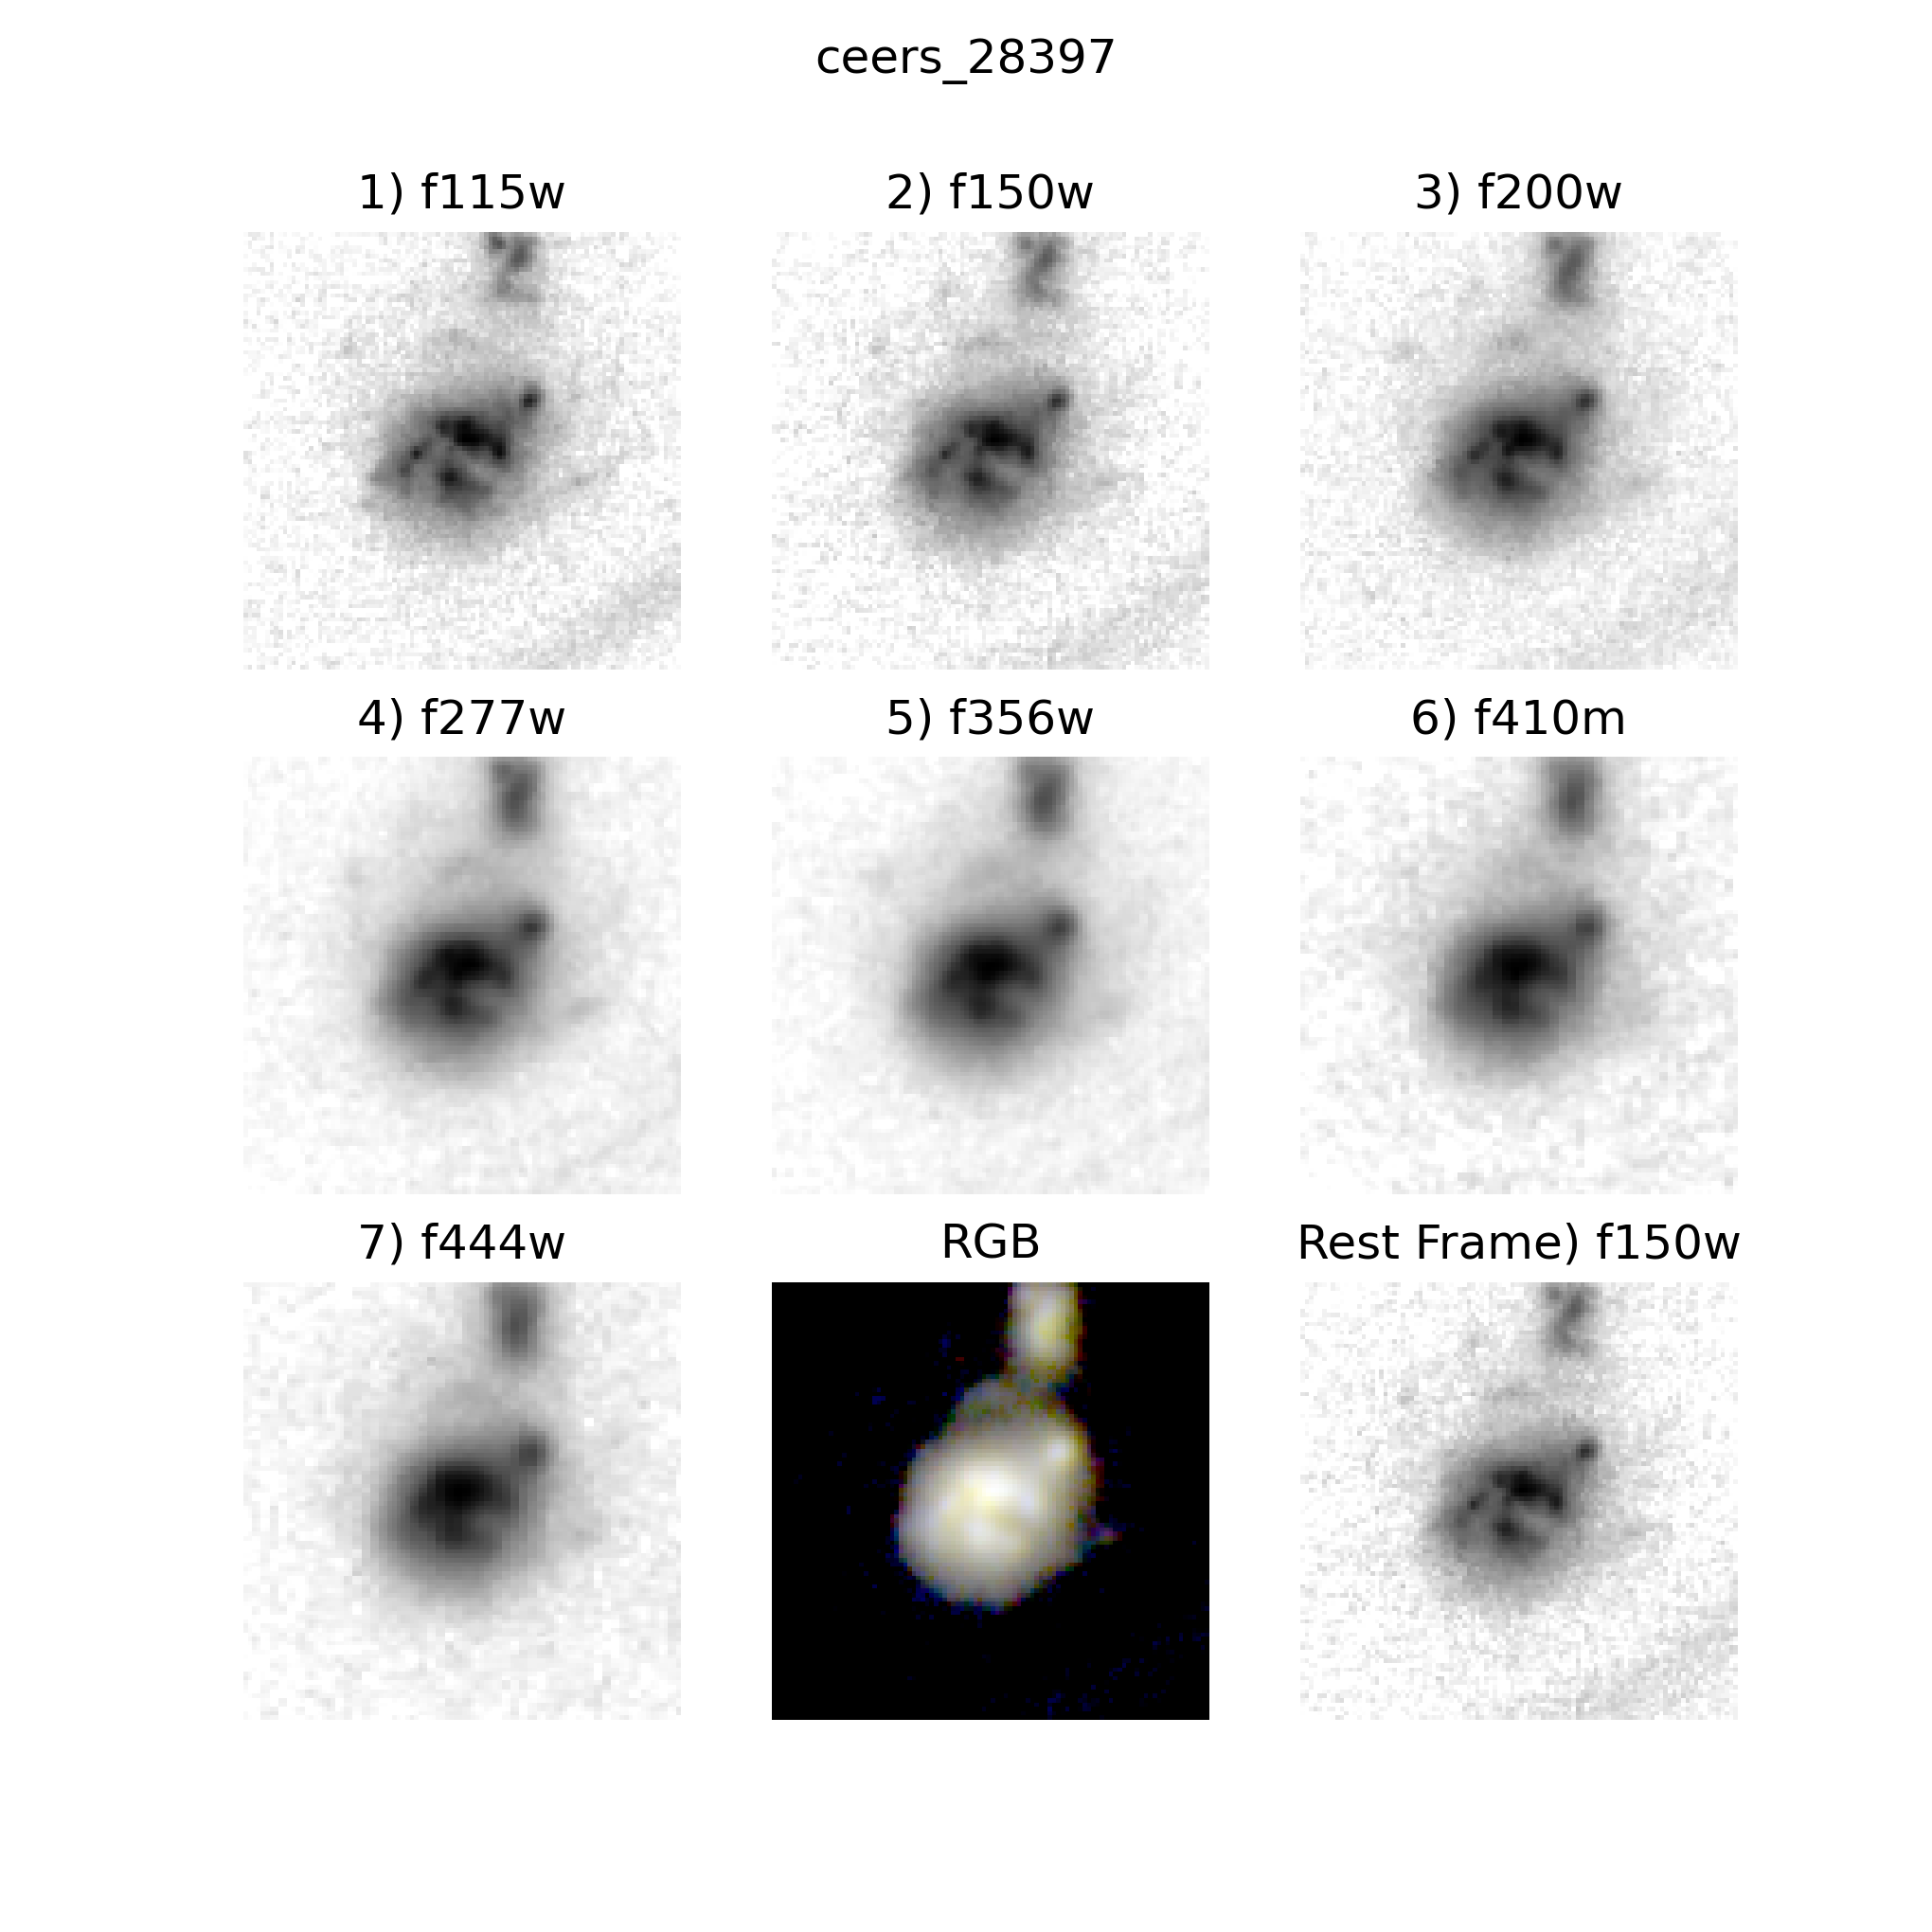 ceers_28397
1) f115w
2) f150w
3) f200w
4) f277w
5) f356w
6) f410m
7) f444w
RGB
Rest Frame) f150w